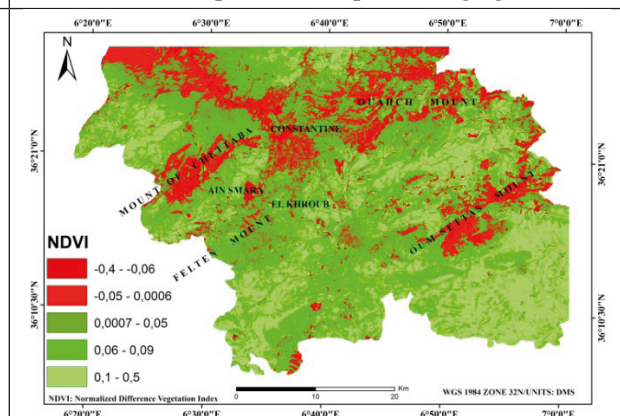 6°20'0"E 6°30'0"E 6°40'0"E 6°50'0"E 7°0'0"E
N
OUAHCH MOUNT
CONSTANTINE
36°21'0"N
36°21'0"N
MOUNT OF CHETTABA
AIN SMARA
EL KHROUB
OUM SETTAS MOUNT
FELTEN MOUNT
NDVI
-0,4 - -0,06
-0,05 - 0,0006
0,0007 - 0,05
0,06 - 0,09
0,1 - 0,5
36°10'30"N
36°10'30"N
Km
0 10 20
NDVI: Normalized Difference Vegetation Index
WGS 1984 ZONE 32N/UNITS: DMS
6°20'0"E 6°30'0"E 6°40'0"E 6°50'0"E 7°0'0"E